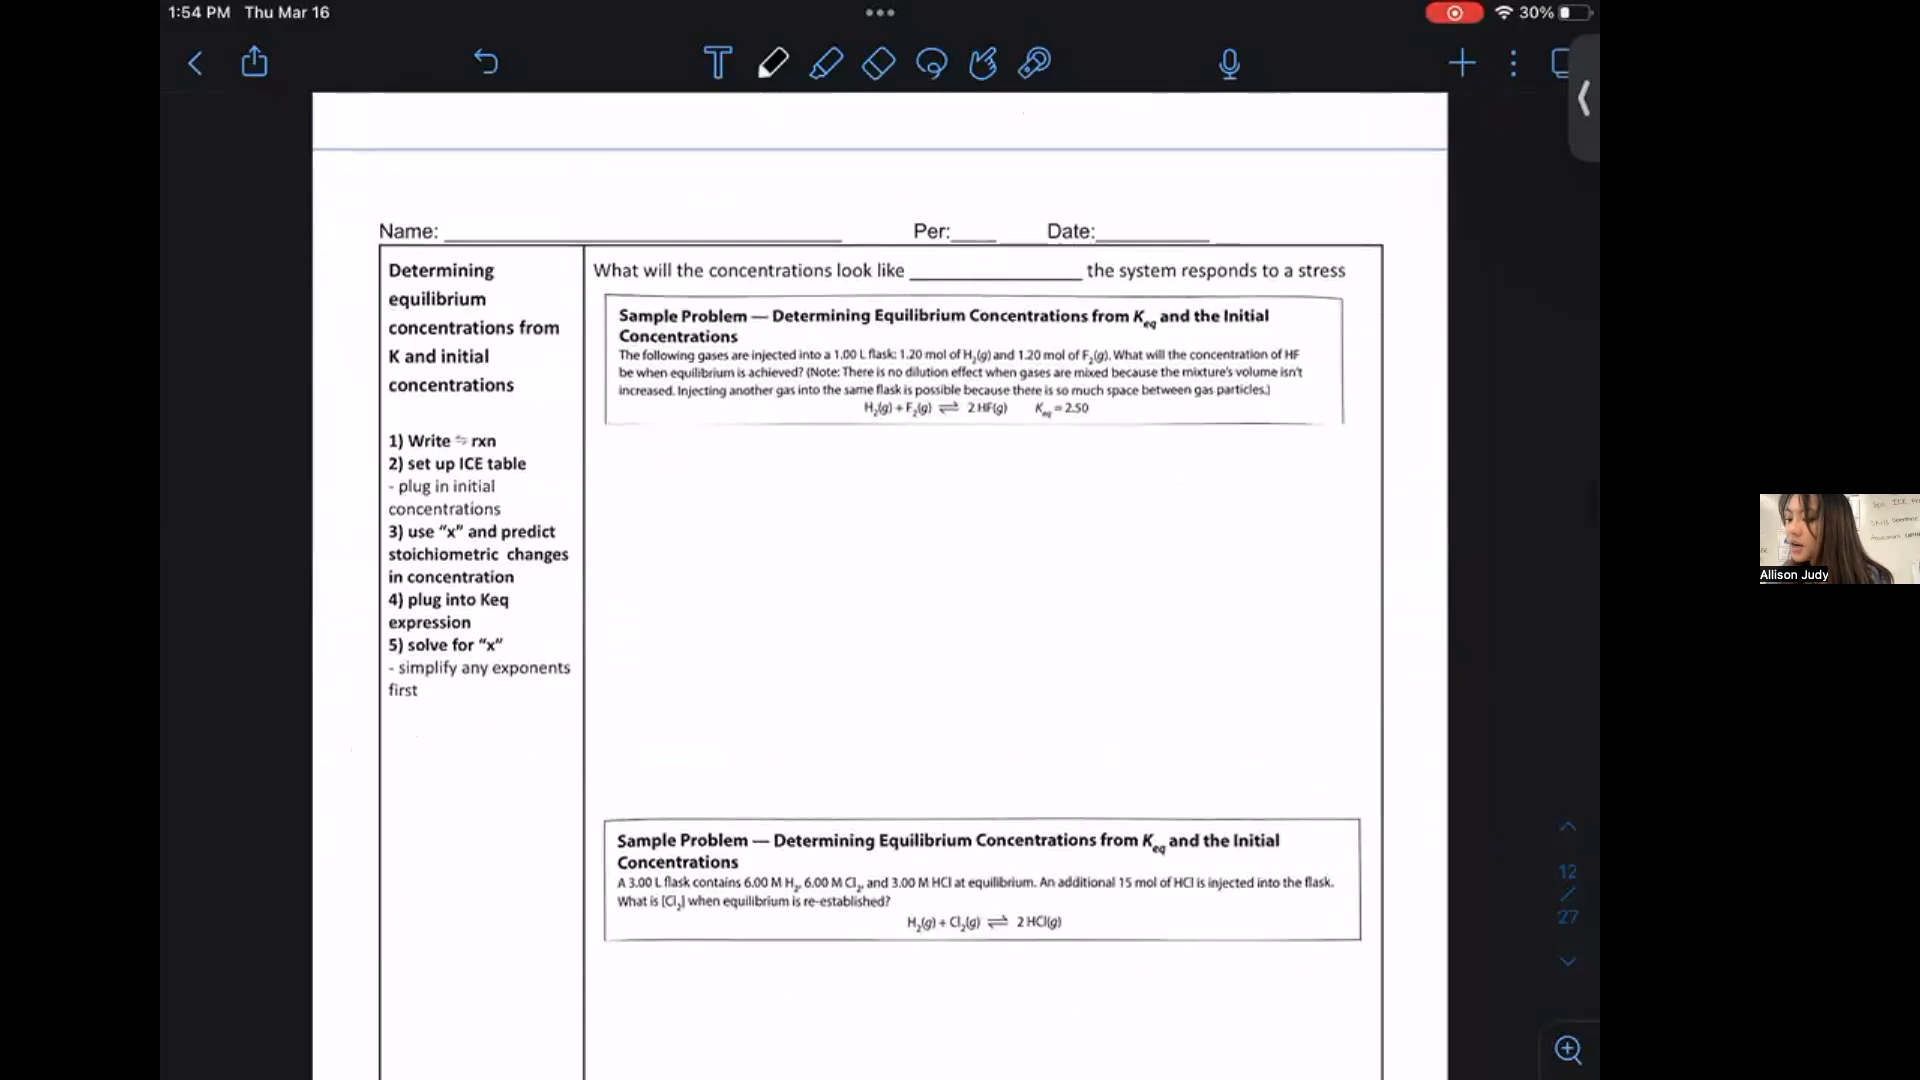 1:54 PM Thu Mar 16
30%
Name: Per: Date:
Determining
equilibrium
concentrations from
K and initial
concentrations
1) Write ⇋ rxn
2) set up ICE table
- plug in initial
concentrations
3) use “x” and predict
stoichiometric changes
in concentration
4) plug into Keq
expression
5) solve for “x”
- simplify any exponents
first
What will the concentrations look like ________________ the system responds to a stress
Sample Problem — Determining Equilibrium Concentrations from Keq and the Initial
Concentrations
The following gases are injected into a 1.00 L flask: 1.20 mol of H₂(g) and 1.20 mol of F₂(g). What will the concentration of HF
be when equilibrium is achieved? (Note: There is no dilution effect when gases are mixed because the mixture's volume isn't
increased. Injecting another gas into the same flask is possible because there is so much space between gas particles.)
H₂(g) + F₂(g) ⇌ 2 HF(g) Keq = 2.50
Sample Problem — Determining Equilibrium Concentrations from Keq and the Initial
Concentrations
A 3.00 L flask contains 6.00 M H₂, 6.00 M Cl₂, and 3.00 M HCl at equilibrium. An additional 15 mol of HCl is injected into the flask.
What is [Cl₂] when equilibrium is re-established?
H₂(g) + Cl₂(g) ⇌ 2 HCl(g)
12
/
27
Allison Judy